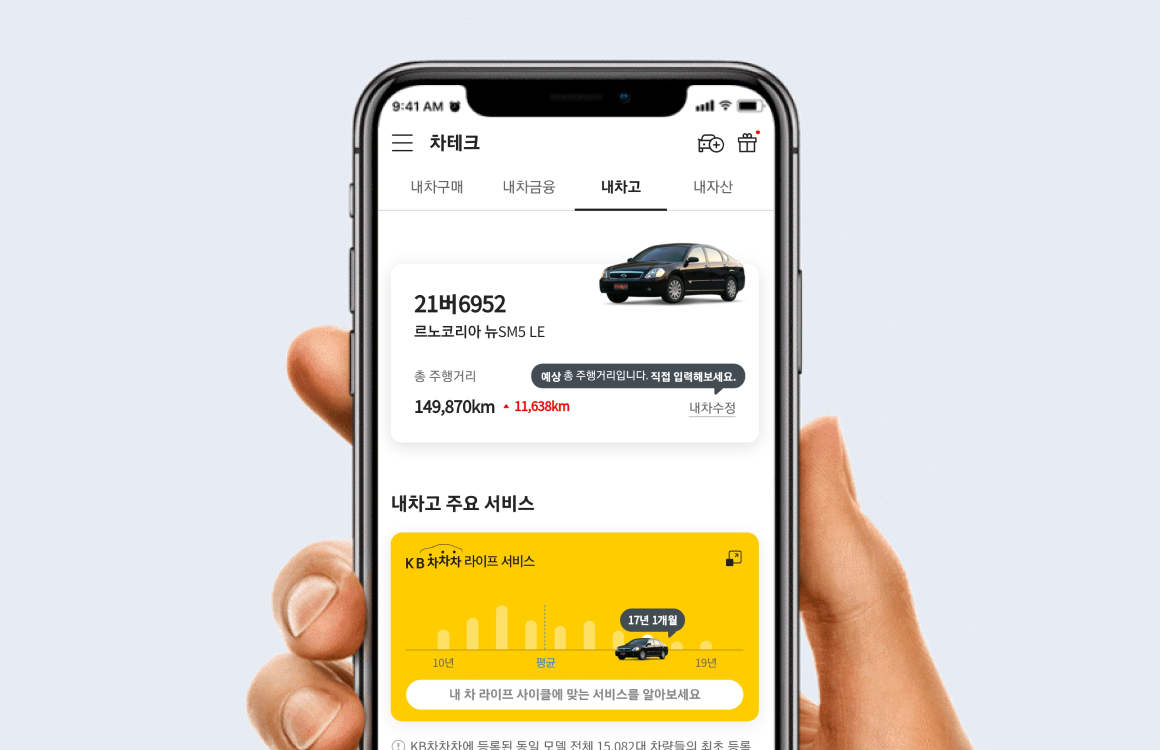 9:41 AM
차테크
내차구매 내차금융 내차고 내자산
21버6952
르노코리아 뉴SM5 LE
총 주행거리
예상 총 주행거리입니다. 직접 입력해보세요.
149,870km 11,638km
내차수정
내차고 주요 서비스
KB차차차 라이프 서비스
17년 1개월
10년 평균 19년
내 차 라이프 사이클에 맞는 서비스를 알아보세요
KB차차차에 등록된 동일 모델 전체 15,082대 차량들의 최초 등록